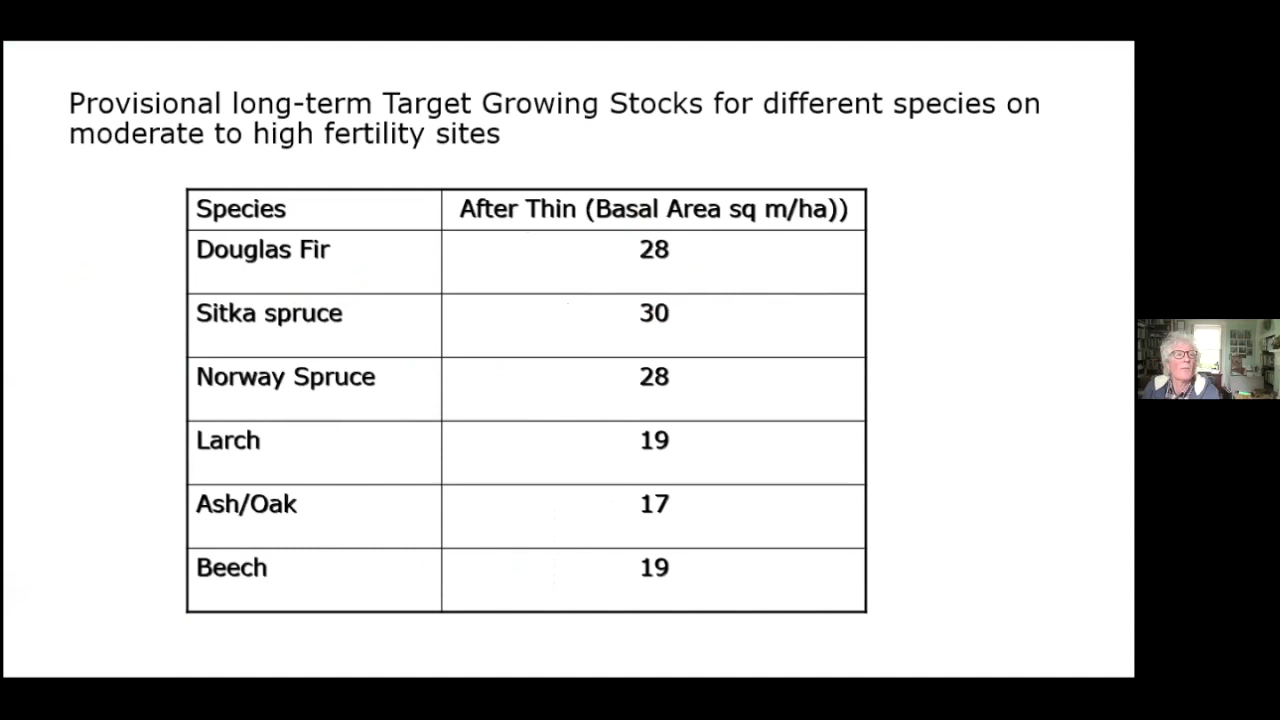 Provisional long-term Target Growing Stocks for different species on
moderate to high fertility sites
Species After Thin (Basal Area sq m/ha))
Douglas Fir 28
Sitka spruce 30
Norway Spruce 28
Larch 19
Ash/Oak 17
Beech 19